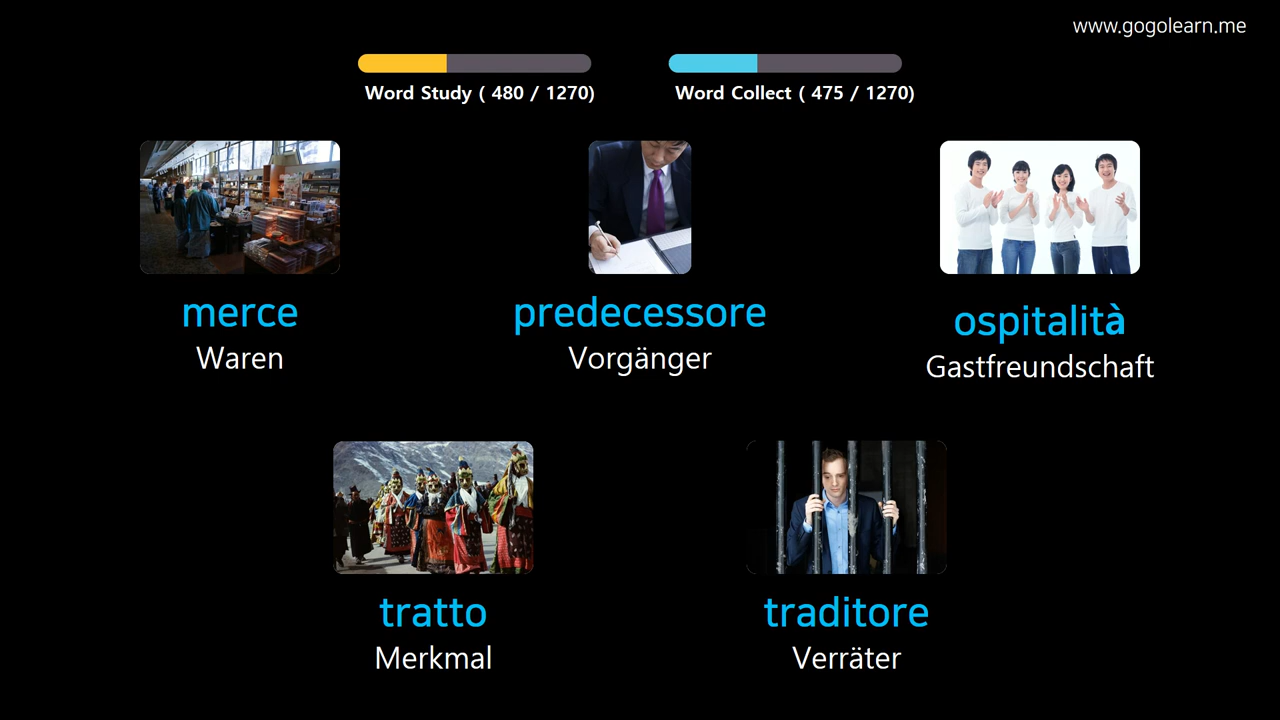 www.gogolearn.me
Word Study ( 480 / 1270)
Word Collect ( 475 / 1270)
merce
Waren
predecessore
Vorgänger
ospitalità
Gastfreundschaft
tratto
Merkmal
traditore
Verräter